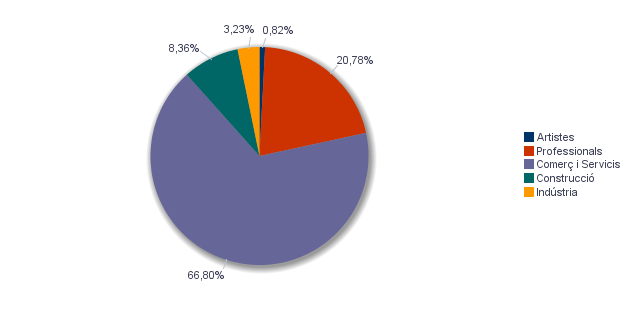 3,23%
0,82%
8,36%
20,78%
66,80%
Artistes
Professionals
Comerç i Servicis
Construcció
Indústria